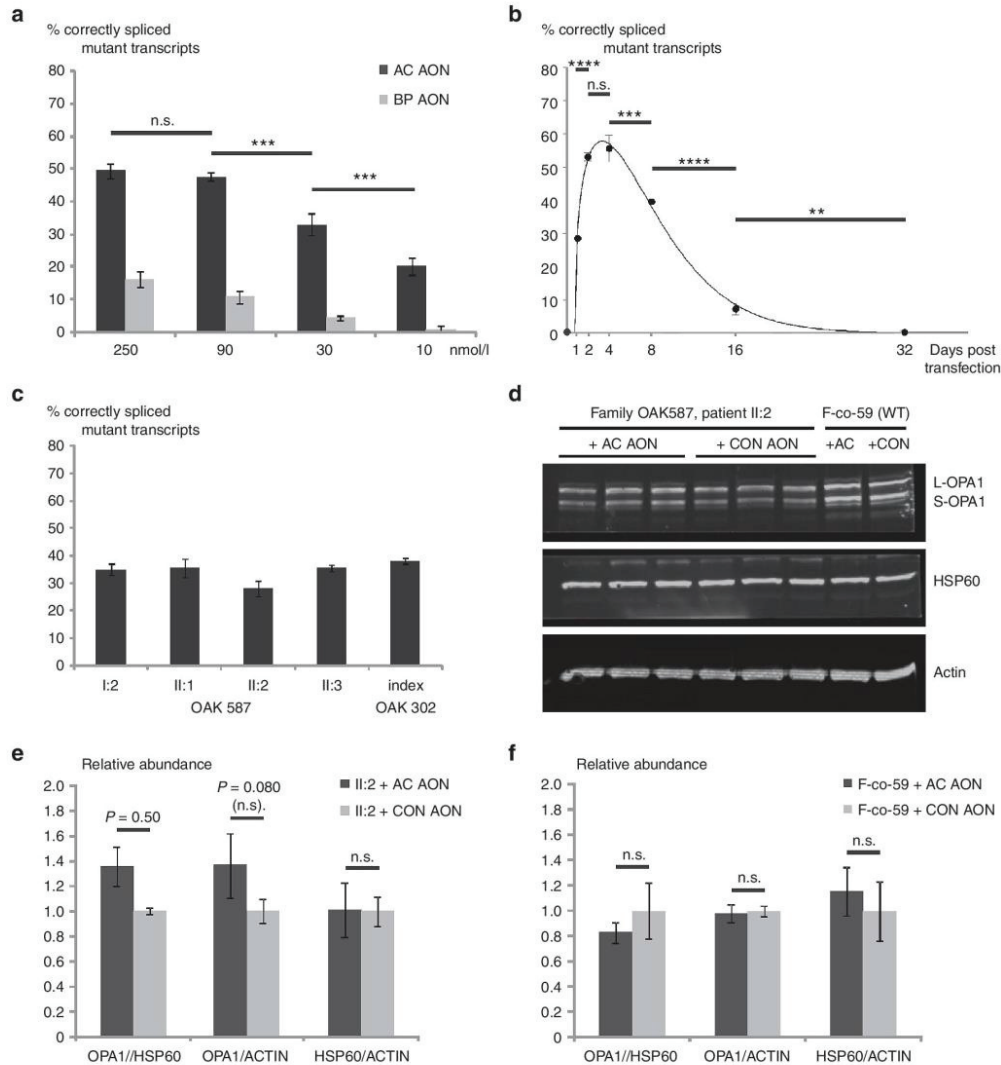 a
% correctly spliced
mutant transcripts
80
70
60
50
40
30
20
10
0
AC AON
BP AON
n.s.
***
***
250 90 30 10 nmol/l
b
% correctly spliced
mutant transcripts
80
70
60
50
40
30
20
10
0
****
n.s.
***
****
**
1 2 4 8 16 32 Days post
transfection
c
% correctly spliced
mutant transcripts
80
70
60
50
40
30
20
10
0
I:2 II:1 II:2 II:3 index
OAK 587 OAK 302
d
Family OAK587, patient II:2 F-co-59 (WT)
+ AC AON + CON AON +AC +CON
L-OPA1
S-OPA1
HSP60
Actin
e
Relative abundance
2.0
1.8
1.6
1.4
1.2
1.0
0.8
0.6
0.4
0.2
0
II:2 + AC AON
II:2 + CON AON
P = 0.50
P = 0.080
(n.s).
n.s.
OPA1//HSP60 OPA1/ACTIN HSP60/ACTIN
f
Relative abundance
2.0
1.8
1.6
1.4
1.2
1.0
0.8
0.6
0.4
0.2
0
F-co-59 + AC AON
F-co-59 + CON AON
n.s.
n.s.
n.s.
OPA1//HSP60 OPA1/ACTIN HSP60/ACTIN